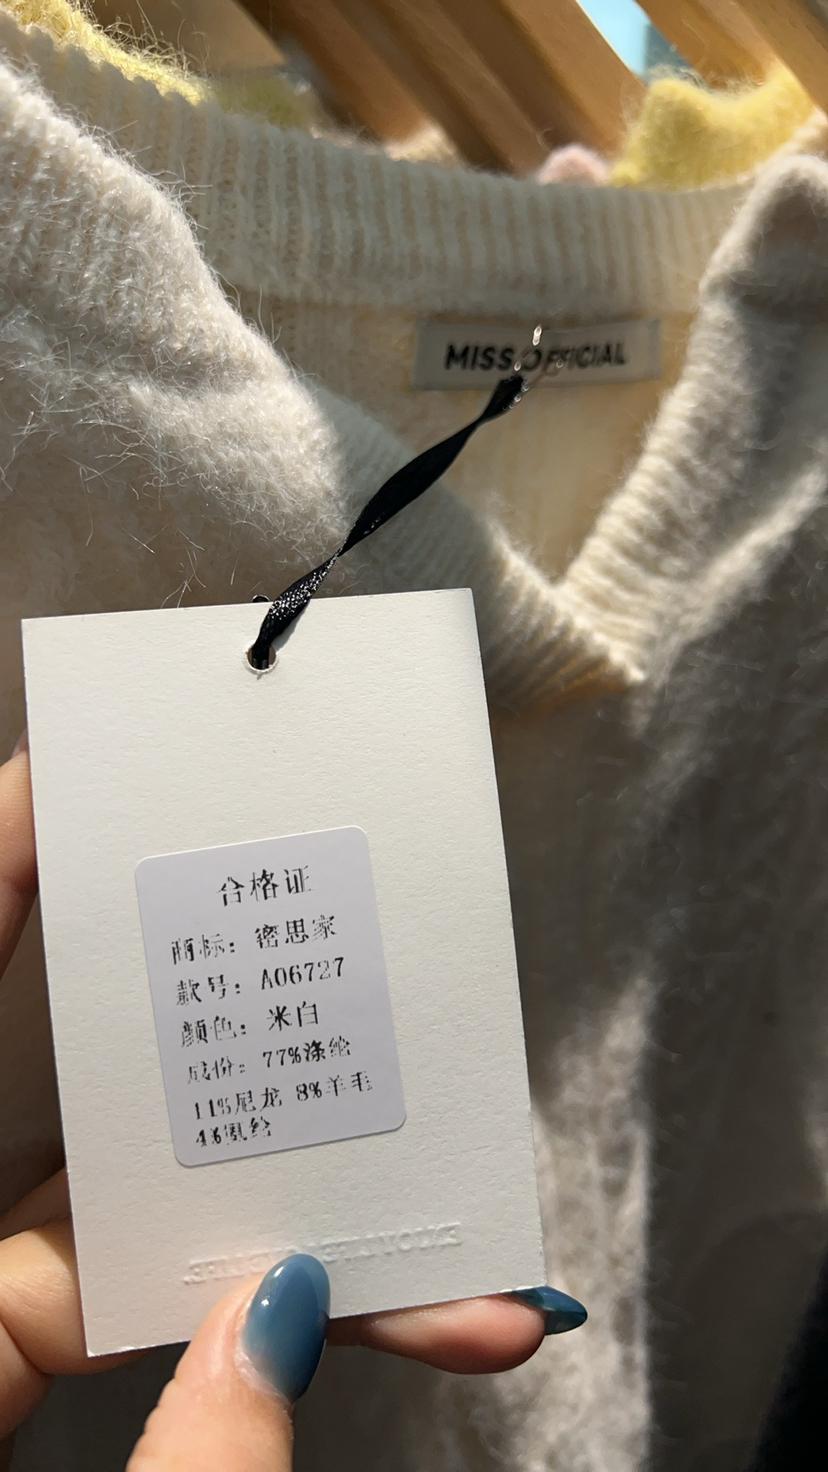 MISS OFFICIAL
合格证
商标：密思家
款号：A06727
颜色：米白
成份：77%涤纶
11%尼龙 8%羊毛
4%氨纶